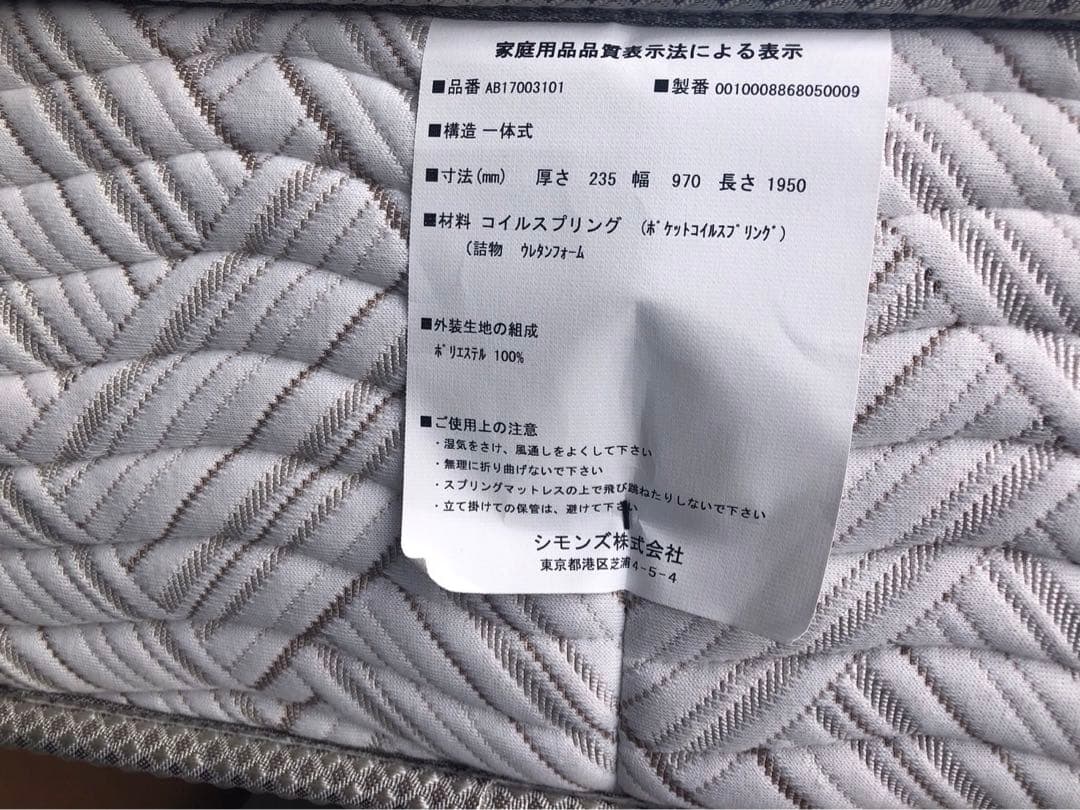 家庭用品品質表示法による表示
■品番 AB17003101 ■製番 0010008868050009
■構造 一体式
■寸法(mm) 厚さ 235 幅 970 長さ 1950
■材料 コイルスプリング (ﾎﾟｹｯﾄｺｲﾙｽﾌﾟﾘﾝｸﾞ)
(詰物 ｳﾚﾀﾝﾌｫｰﾑ
■外装生地の組成
ﾎﾟﾘｴｽﾃﾙ 100%
■ご使用上の注意
・湿気をさけ、風通しをよくして下さい
・無理に折り曲げないで下さい
・スプリングマットレスの上で飛び跳ねたりしないで下さい
・立て掛けての保管は、避けて下さい
シモンズ株式会社
東京都港区芝浦4-5-4